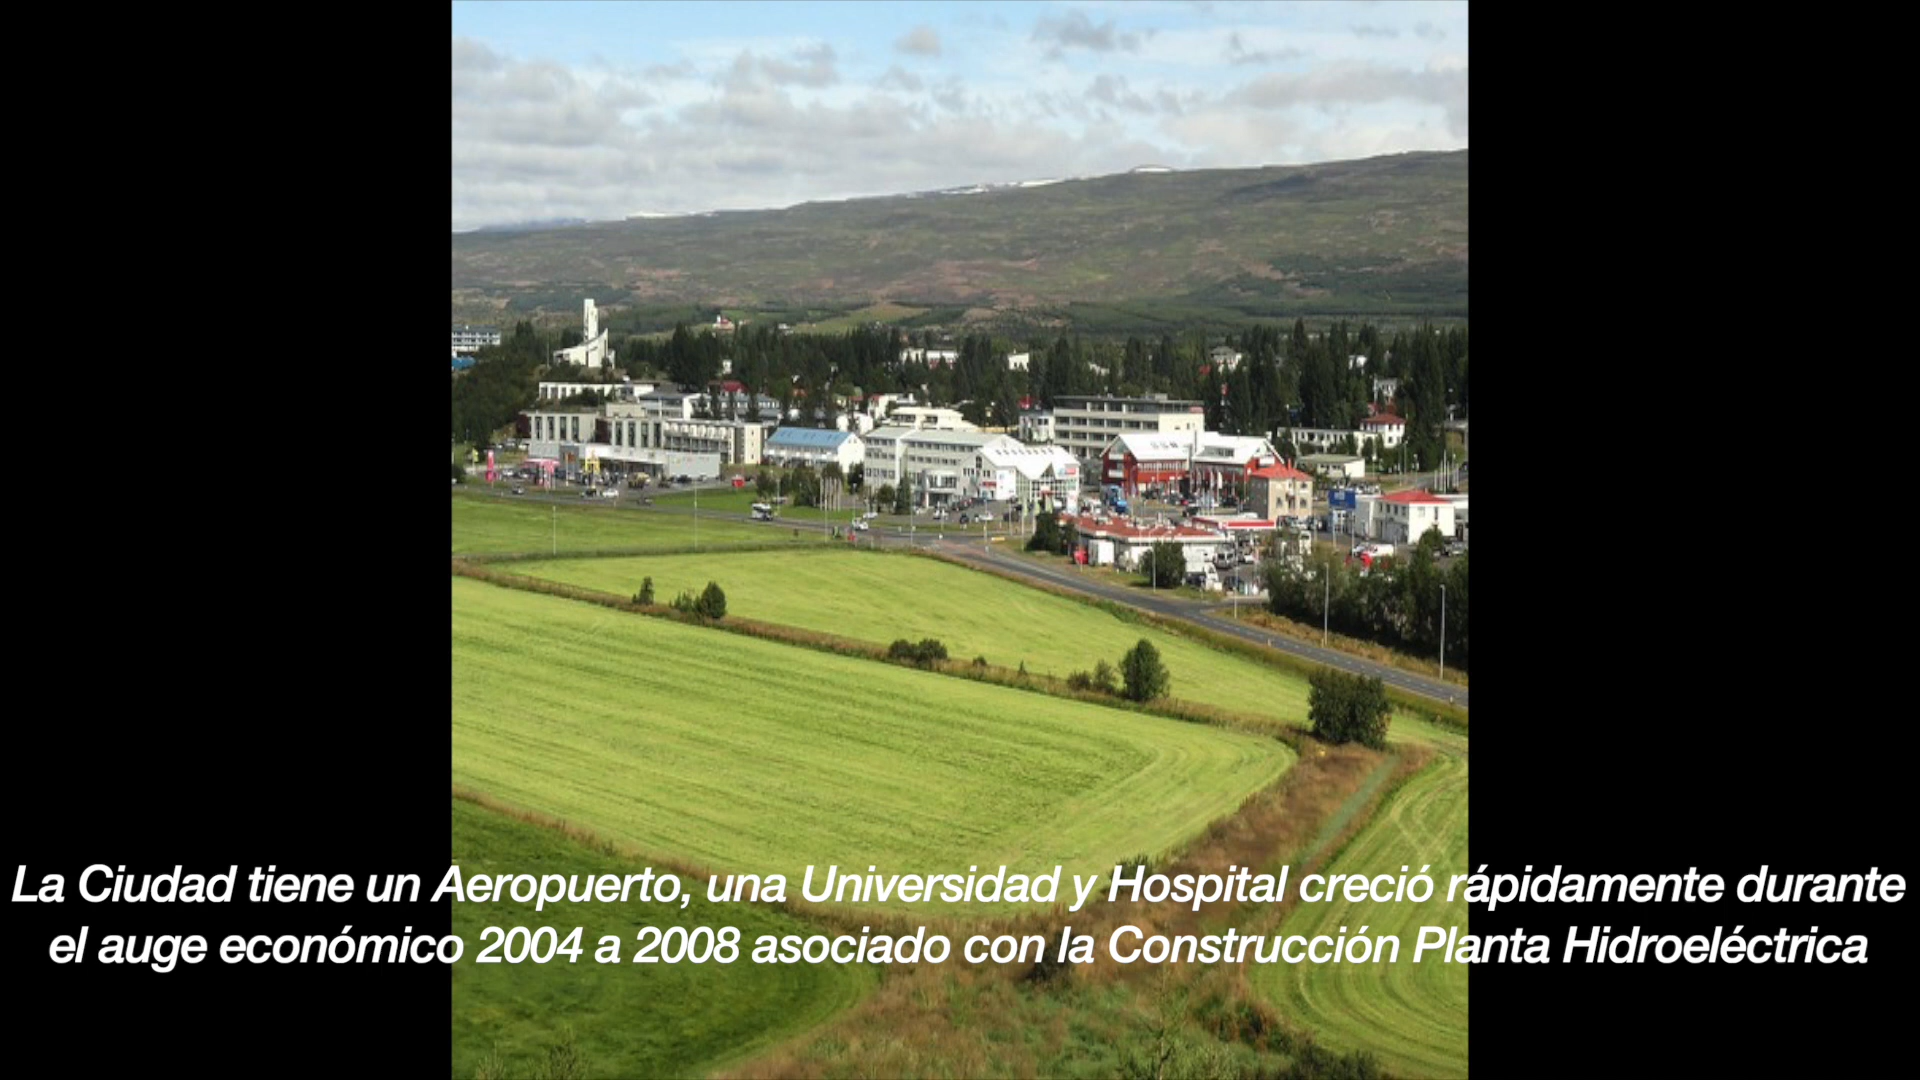 La Ciudad tiene un Aeropuerto, una Universidad y Hospital creció rápidamente durante
el auge económico 2004 a 2008 asociado con la Construcción Planta Hidroeléctrica